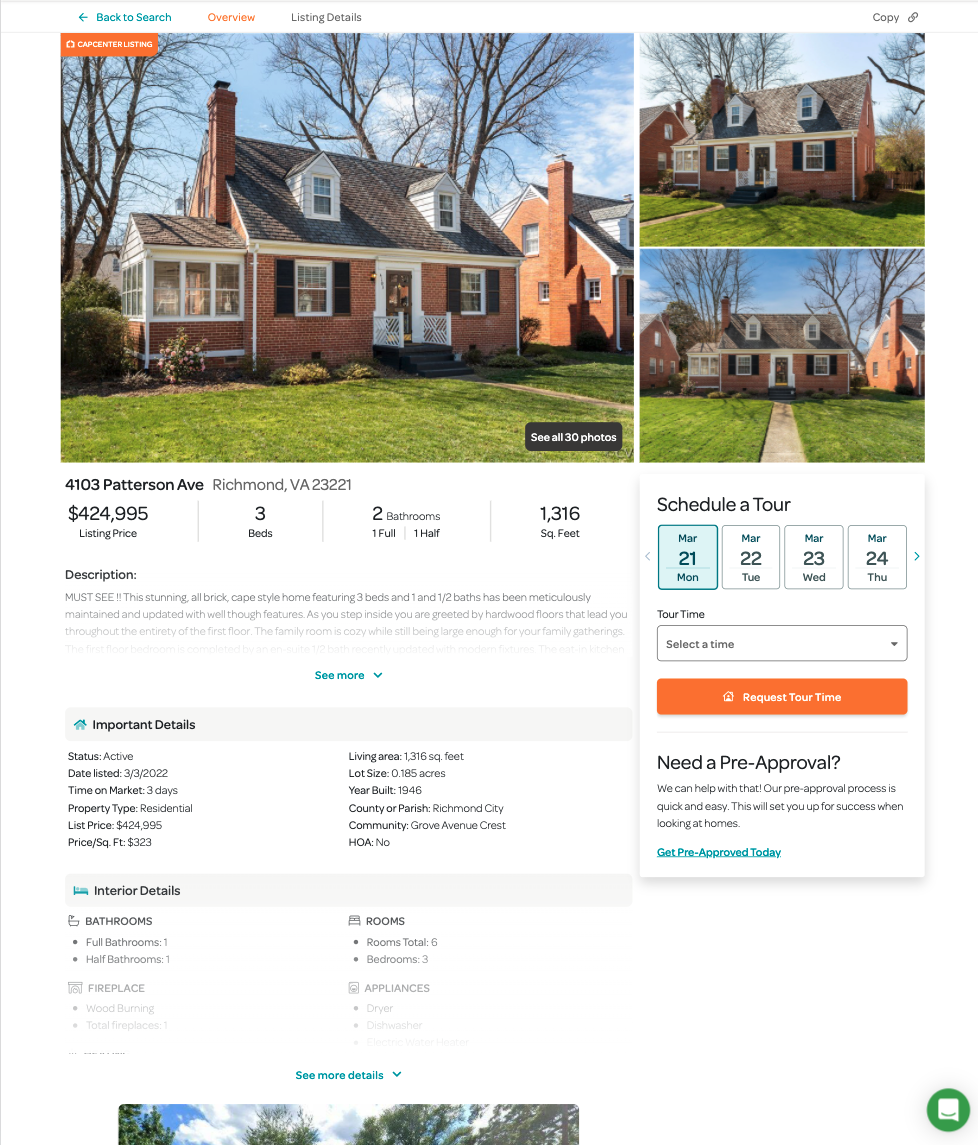 Back to Search
Overview
Listing Details
Copy
CAPCENTER LISTING
See all 30 photos
4103 Patterson Ave Richmond, VA 23221
$424,995
Listing Price
3
Beds
2 Bathrooms
1 Full
1 Half
1,316
Sq. Feet
Description:
MUST SEE !! This stunning, all brick, cape style home featuring 3 beds and 1 and 1/2 baths has been meticulously
maintained and updated with well though features. As you step inside you are greeted by hardwood floors that lead you
throughout the entirety of the first floor. The family room is cozy while still being large enough for your family gatherings.
The first floor bedroom is completed by an en-suite 1/2 bath recently updated with modern fixtures. The eat-in kitchen
See more
Important Details
Status: Active
Date listed: 3/3/2022
Time on Market: 3 days
Property Type: Residential
List Price: $424,995
Price/Sq. Ft: $323
Living area: 1,316 sq. feet
Lot Size: 0.185 acres
Year Built: 1946
County or Parish: Richmond City
Community: Grove Avenue Crest
HOA: No
Interior Details
BATHROOMS
Full Bathrooms: 1
Half Bathrooms: 1
ROOMS
Rooms Total: 6
Bedrooms: 3
FIREPLACE
Wood Burning
Total fireplaces: 1
APPLIANCES
Dryer
Dishwasher
Electric Water Heater
See more details
Schedule a Tour
Mar
21
Mon
Mar
22
Tue
Mar
23
Wed
Mar
24
Thu
Tour Time
Select a time
Request Tour Time
Need a Pre-Approval?
We can help with that! Our pre-approval process is
quick and easy. This will set you up for success when
looking at homes.
Get Pre-Approved Today